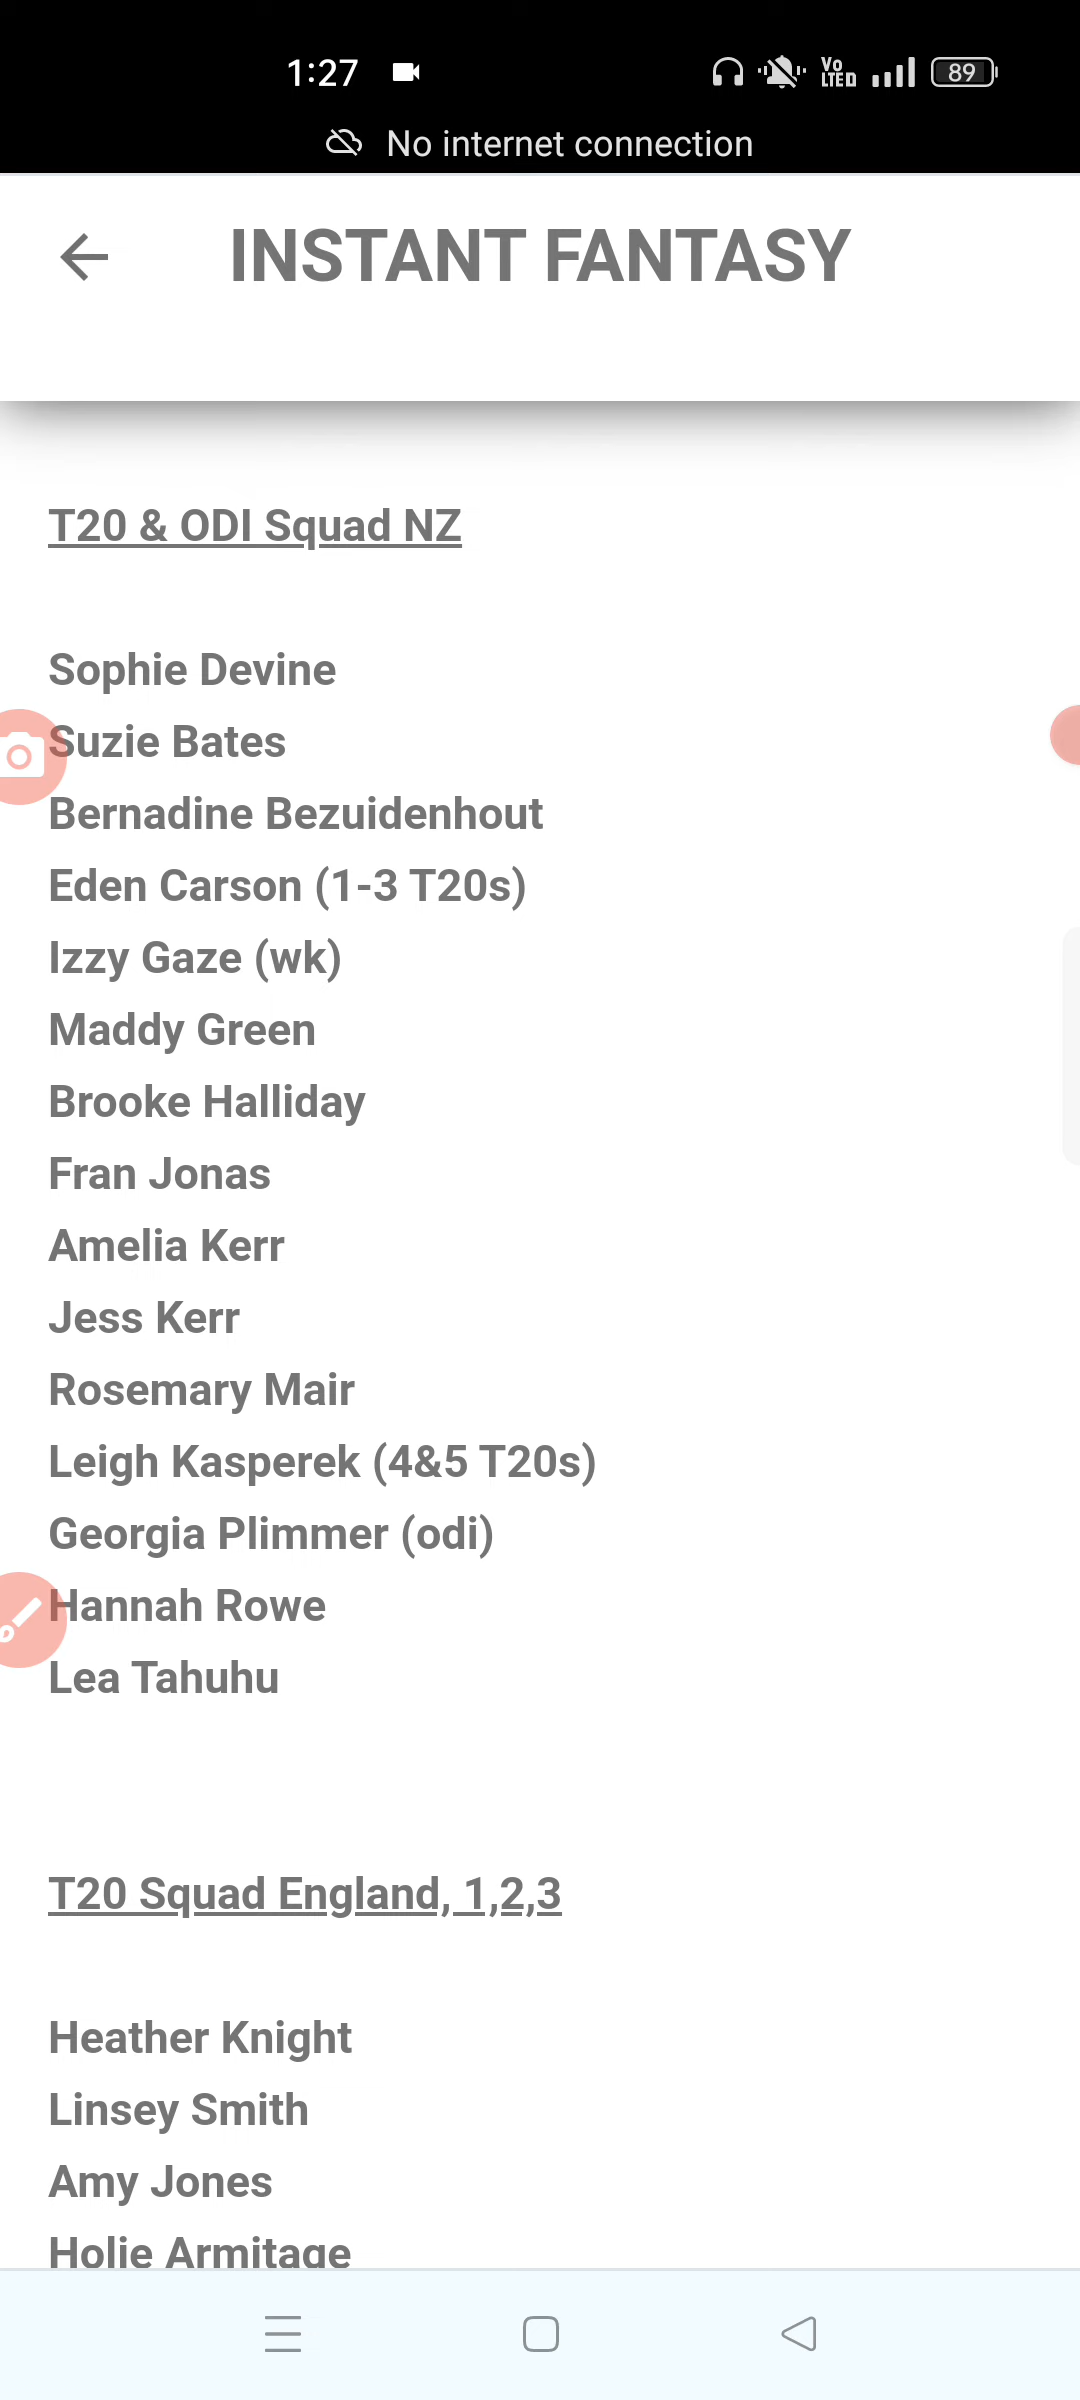 1:27
Vo LTED
89
No internet connection
INSTANT FANTASY
T20 & ODI Squad NZ
Sophie Devine
Suzie Bates
Bernadine Bezuidenhout
Eden Carson (1-3 T20s)
Izzy Gaze (wk)
Maddy Green
Brooke Halliday
Fran Jonas
Amelia Kerr
Jess Kerr
Rosemary Mair
Leigh Kasperek (4&5 T20s)
Georgia Plimmer (odi)
Hannah Rowe
Lea Tahuhu
T20 Squad England, 1,2,3
Heather Knight
Linsey Smith
Amy Jones
Holie Armitage